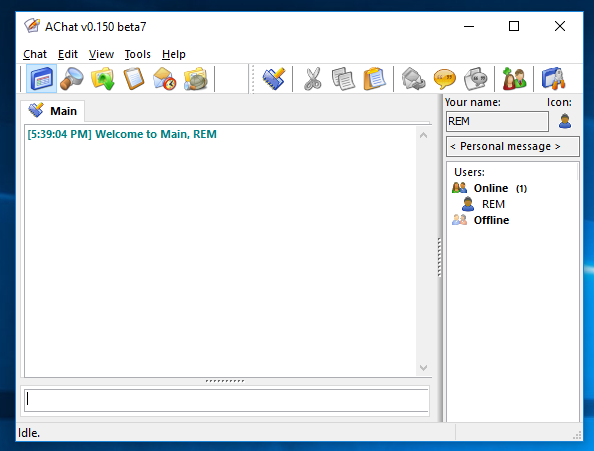 AChat v0.150 beta7
Chat Edit View Tools Help
Main
Your name: Icon:
REM
[5:39:04 PM] Welcome to Main, REM
< Personal message >
Users:
Online (1)
REM
Offline
Idle.